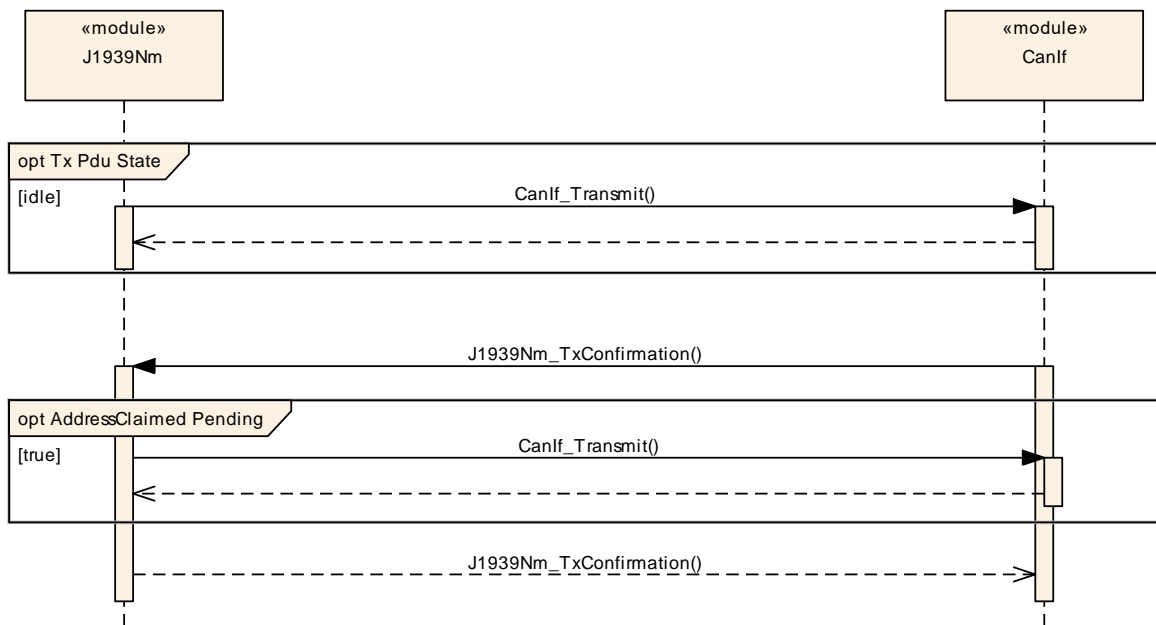 «module»
J1939Nm
«module»
CanIf
opt Tx Pdu State
[idle]
CanIf_Transmit()
J1939Nm_TxConfirmation()
opt AddressClaimed Pending
[true]
CanIf_Transmit()
J1939Nm_TxConfirmation()